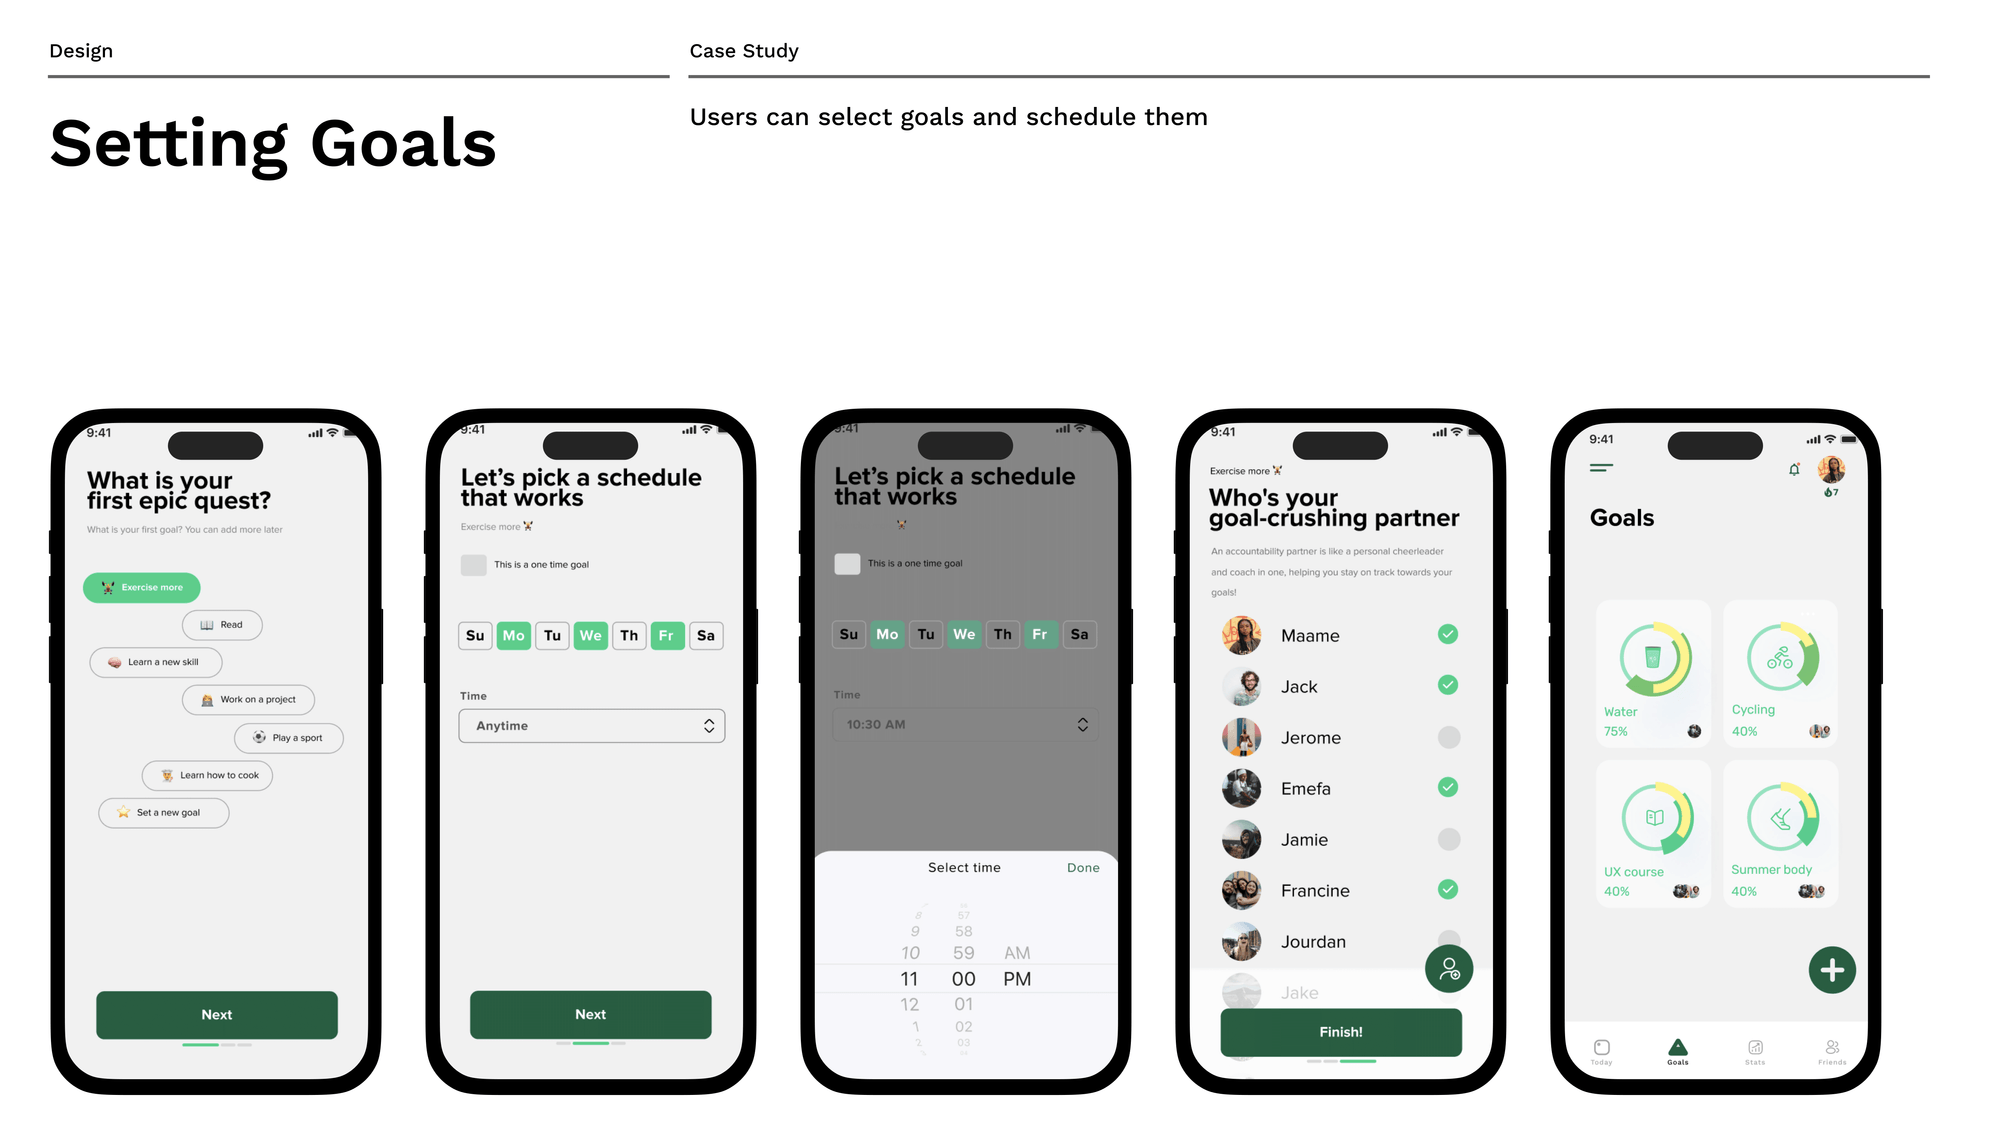 Design
Case Study
Setting Goals
Users can select goals and schedule them
9:41
What is your
first epic quest?
What is your first goal? You can add more later
Exercise more
Read
Learn a new skill
Work on a project
Play a sport
Learn how to cook
Set a new goal
Next
9:41
Let's pick a schedule
that works
Exercise more
This is a one time goal
Su Mo Tu We Th Fr Sa
Time
Anytime
Next
9:41
Let's pick a schedule
that works
This is a one time goal
Su Mo Tu We Th Fr Sa
Time
10:30 AM
Select time Done
8 57
9 58
10 59 AM
11 00 PM
12 01
1 02
2 03
9:41
Exercise more
Who's your
goal-crushing partner
An accountability partner is like a personal cheerleader
and coach in one, helping you stay on track towards your
goals!
Maame
Jack
Jerome
Emefa
Jamie
Francine
Jourdan
Jake
Finish!
9:41
7
Goals
Water
75%
Cycling
40%
UX course
40%
Summer body
40%
Today Goals Stats Friends